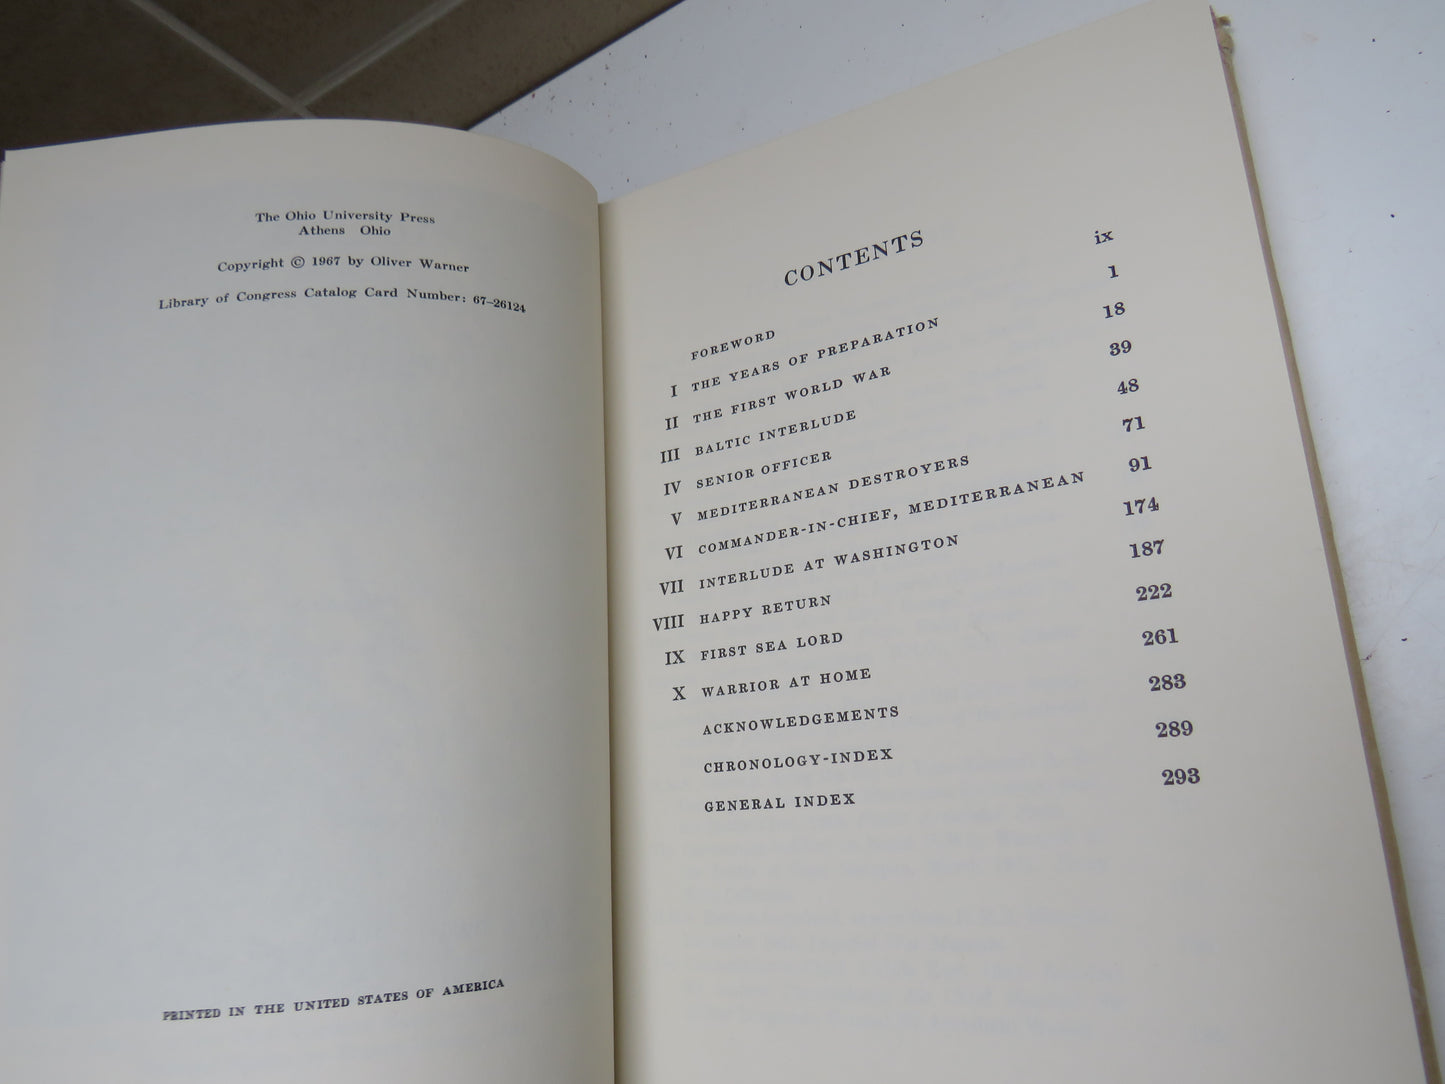 The Ohio University Press
Athens Ohio
Copyright © 1967 by Oliver Warner
Library of Congress Catalog Card Number: 67–26124
PRINTED IN THE UNITED STATES OF AMERICA
CONTENTS
FOREWORD ix
I THE YEARS OF PREPARATION 1
II THE FIRST WORLD WAR 18
III BALTIC INTERLUDE 39
IV SENIOR OFFICER 48
V MEDITERRANEAN DESTROYERS 71
VI COMMANDER-IN-CHIEF, MEDITERRANEAN 91
VII INTERLUDE AT WASHINGTON 174
VIII HAPPY RETURN 187
IX FIRST SEA LORD 222
X WARRIOR AT HOME 261
ACKNOWLEDGEMENTS 283
CHRONOLOGY-INDEX 289
GENERAL INDEX 293